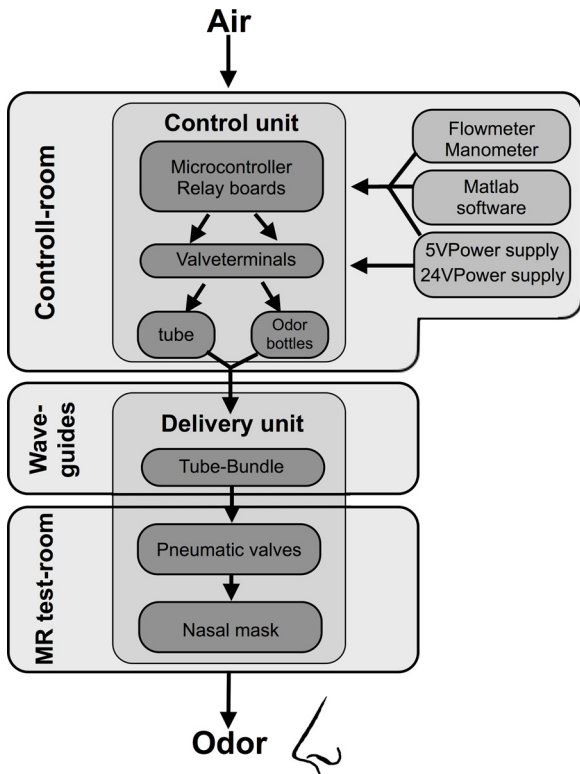 Air
Controll-room
Control unit
Microcontroller
Relay boards
Valveterminals
tube
Odor
bottles
Flowmeter
Manometer
Matlab
software
5VPower supply
24VPower supply
Wave-
guides
Delivery unit
Tube-Bundle
MR test-room
Pneumatic valves
Nasal mask
Odor